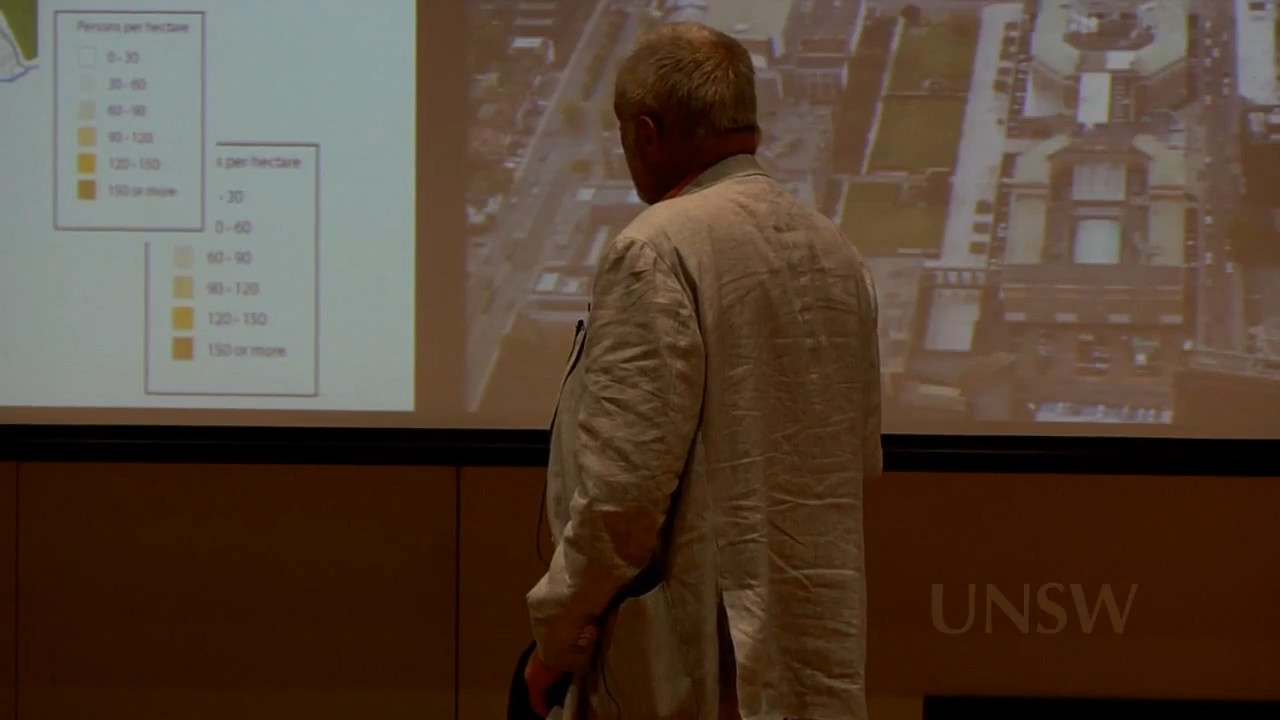 Persons per hectare
0 - 30
30 - 60
60 - 90
90 - 120
120 - 150
150 or more
s per hectare
- 30
0 - 60
60 - 90
90 - 120
120 - 150
150 or more
UNSW